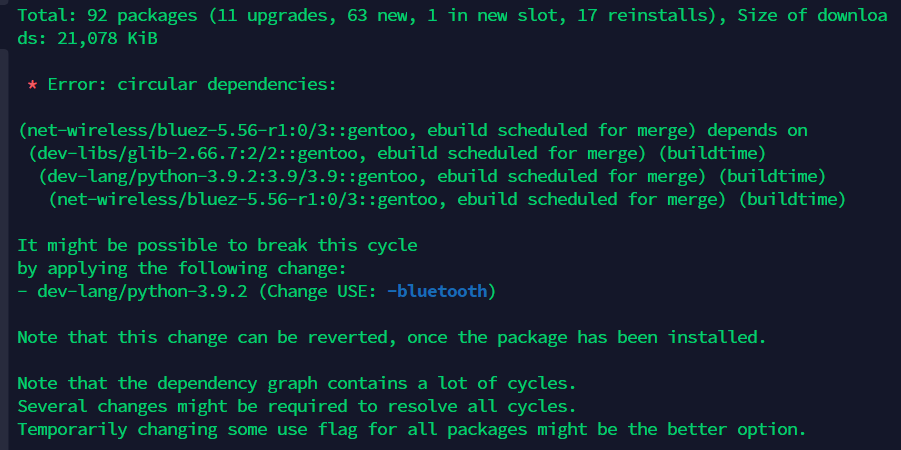 Total: 92 packages (11 upgrades, 63 new, 1 in new slot, 17 reinstalls), Size of downloa
ds: 21,078 KiB
* Error: circular dependencies:
(net-wireless/bluez-5.56-r1:0/3::gentoo, ebuild scheduled for merge) depends on
(dev-libs/glib-2.66.7:2/2::gentoo, ebuild scheduled for merge) (buildtime)
(dev-lang/python-3.9.2:3.9/3.9::gentoo, ebuild scheduled for merge) (buildtime)
(net-wireless/bluez-5.56-r1:0/3::gentoo, ebuild scheduled for merge) (buildtime)
It might be possible to break this cycle
by applying the following change:
- dev-lang/python-3.9.2 (Change USE: -bluetooth)
Note that this change can be reverted, once the package has been installed.
Note that the dependency graph contains a lot of cycles.
Several changes might be required to resolve all cycles.
Temporarily changing some use flag for all packages might be the better option.